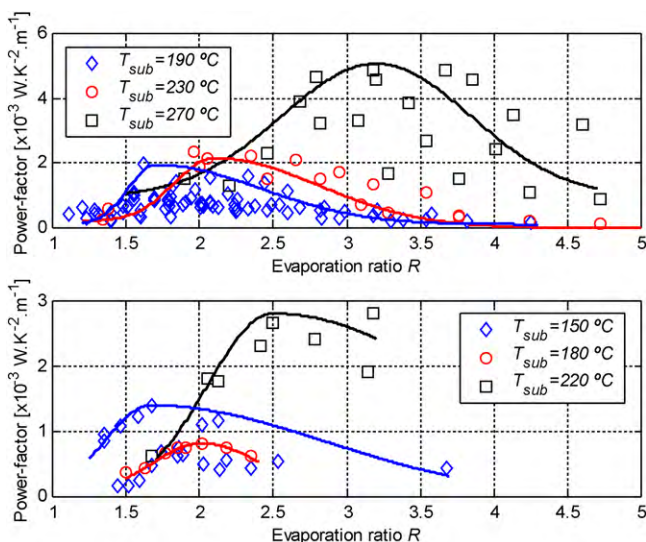 Power-factor [x10⁻³ W.K⁻².m⁻¹]
6
4
2
0
T_sub=190 ºC
T_sub=230 ºC
T_sub=270 ºC
1 1.5 2 2.5 3 3.5 4 4.5 5
Evaporation ratio R
Power-factor [x10⁻³ W.K⁻².m⁻¹]
3
2
1
0
T_sub=150 ºC
T_sub=180 ºC
T_sub=220 ºC
1 1.5 2 2.5 3 3.5 4 4.5 5
Evaporation ratio R